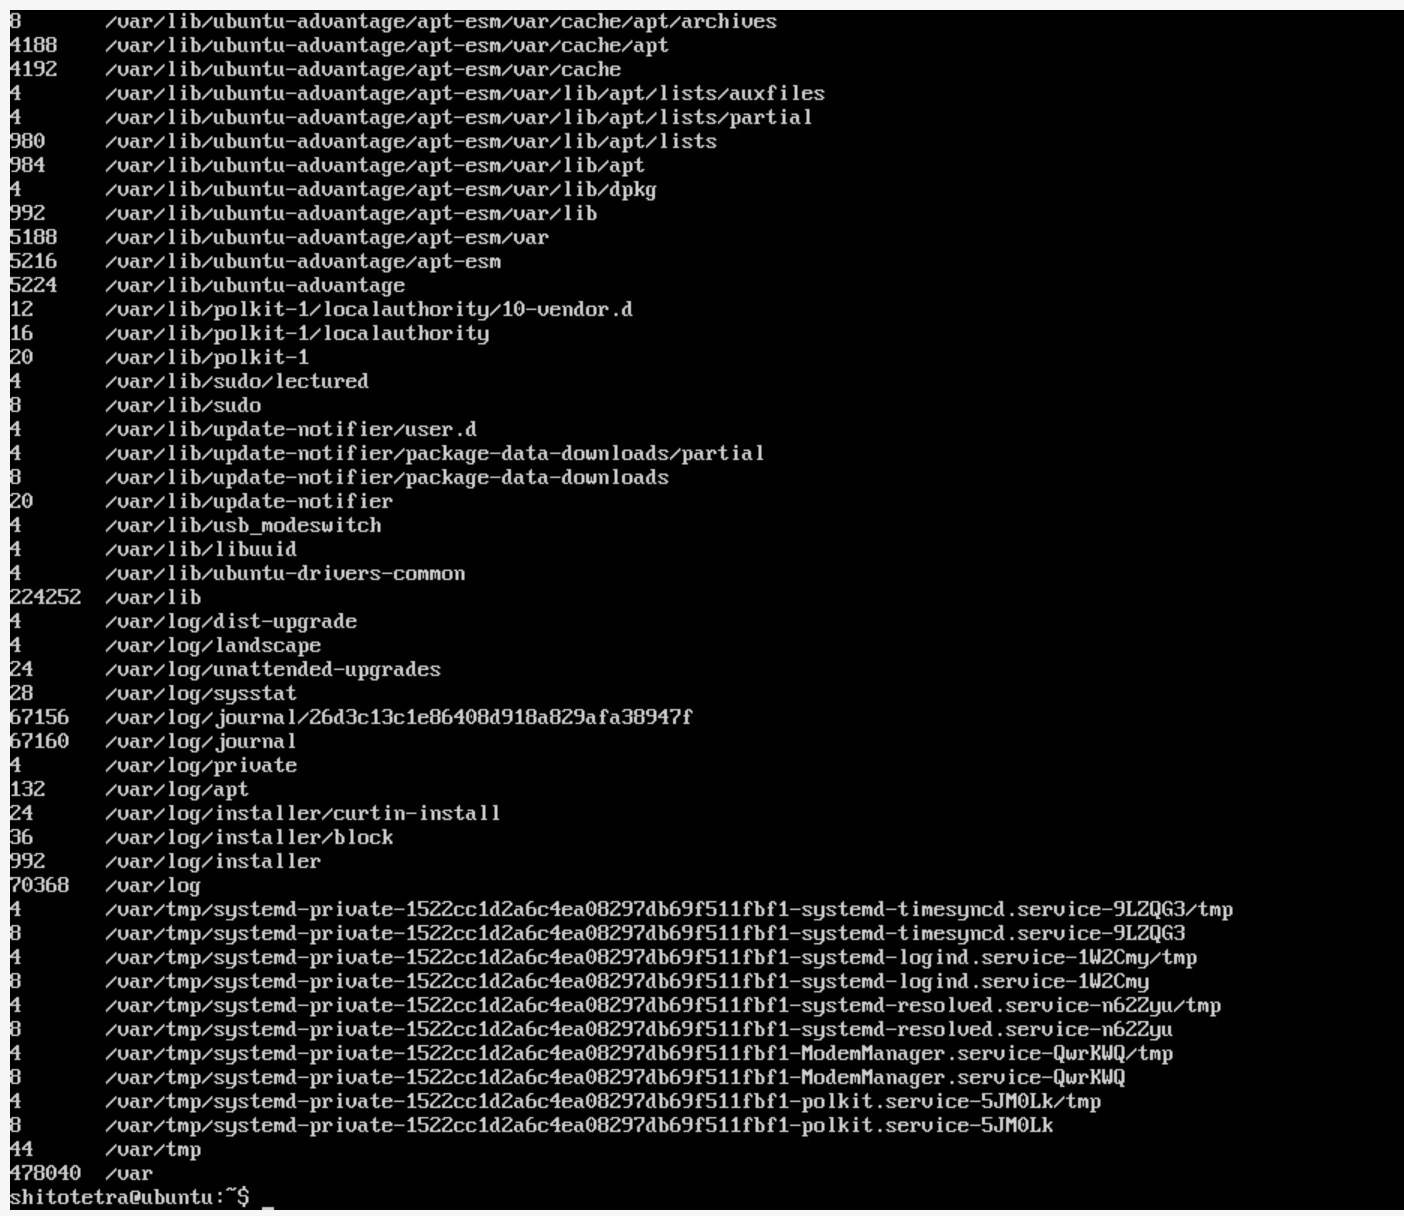 8       /var/lib/ubuntu-advantage/apt-esm/var/cache/apt/archives
4188    /var/lib/ubuntu-advantage/apt-esm/var/cache/apt
4192    /var/lib/ubuntu-advantage/apt-esm/var/cache
4       /var/lib/ubuntu-advantage/apt-esm/var/lib/apt/lists/auxfiles
4       /var/lib/ubuntu-advantage/apt-esm/var/lib/apt/lists/partial
980     /var/lib/ubuntu-advantage/apt-esm/var/lib/apt/lists
984     /var/lib/ubuntu-advantage/apt-esm/var/lib/apt
4       /var/lib/ubuntu-advantage/apt-esm/var/lib/dpkg
992     /var/lib/ubuntu-advantage/apt-esm/var/lib
5188    /var/lib/ubuntu-advantage/apt-esm/var
5216    /var/lib/ubuntu-advantage/apt-esm
5224    /var/lib/ubuntu-advantage
12      /var/lib/polkit-1/localauthority/10-vendor.d
16      /var/lib/polkit-1/localauthority
20      /var/lib/polkit-1
4       /var/lib/sudo/lectured
8       /var/lib/sudo
4       /var/lib/update-notifier/user.d
4       /var/lib/update-notifier/package-data-downloads/partial
8       /var/lib/update-notifier/package-data-downloads
20      /var/lib/update-notifier
4       /var/lib/usb_modeswitch
4       /var/lib/libuuid
4       /var/lib/ubuntu-drivers-common
224252  /var/lib
4       /var/log/dist-upgrade
4       /var/log/landscape
24      /var/log/unattended-upgrades
28      /var/log/sysstat
67156   /var/log/journal/26d3c13c1e86408d918a829afa38947f
67160   /var/log/journal
4       /var/log/private
132     /var/log/apt
24      /var/log/installer/curtin-install
36      /var/log/installer/block
992     /var/log/installer
70368   /var/log
4       /var/tmp/systemd-private-1522cc1d2a6c4ea08297db69f511fbf1-systemd-timesyncd.service-9LZQG3/tmp
8       /var/tmp/systemd-private-1522cc1d2a6c4ea08297db69f511fbf1-systemd-timesyncd.service-9LZQG3
4       /var/tmp/systemd-private-1522cc1d2a6c4ea08297db69f511fbf1-systemd-logind.service-1W2Cmy/tmp
8       /var/tmp/systemd-private-1522cc1d2a6c4ea08297db69f511fbf1-systemd-logind.service-1W2Cmy
4       /var/tmp/systemd-private-1522cc1d2a6c4ea08297db69f511fbf1-systemd-resolved.service-n62Zyu/tmp
8       /var/tmp/systemd-private-1522cc1d2a6c4ea08297db69f511fbf1-systemd-resolved.service-n62Zyu
4       /var/tmp/systemd-private-1522cc1d2a6c4ea08297db69f511fbf1-ModemManager.service-QwrKWQ/tmp
8       /var/tmp/systemd-private-1522cc1d2a6c4ea08297db69f511fbf1-ModemManager.service-QwrKWQ
4       /var/tmp/systemd-private-1522cc1d2a6c4ea08297db69f511fbf1-polkit.service-5JM0Lk/tmp
8       /var/tmp/systemd-private-1522cc1d2a6c4ea08297db69f511fbf1-polkit.service-5JM0Lk
44      /var/tmp
478040  /var
shitotetra@ubuntu:~$ _